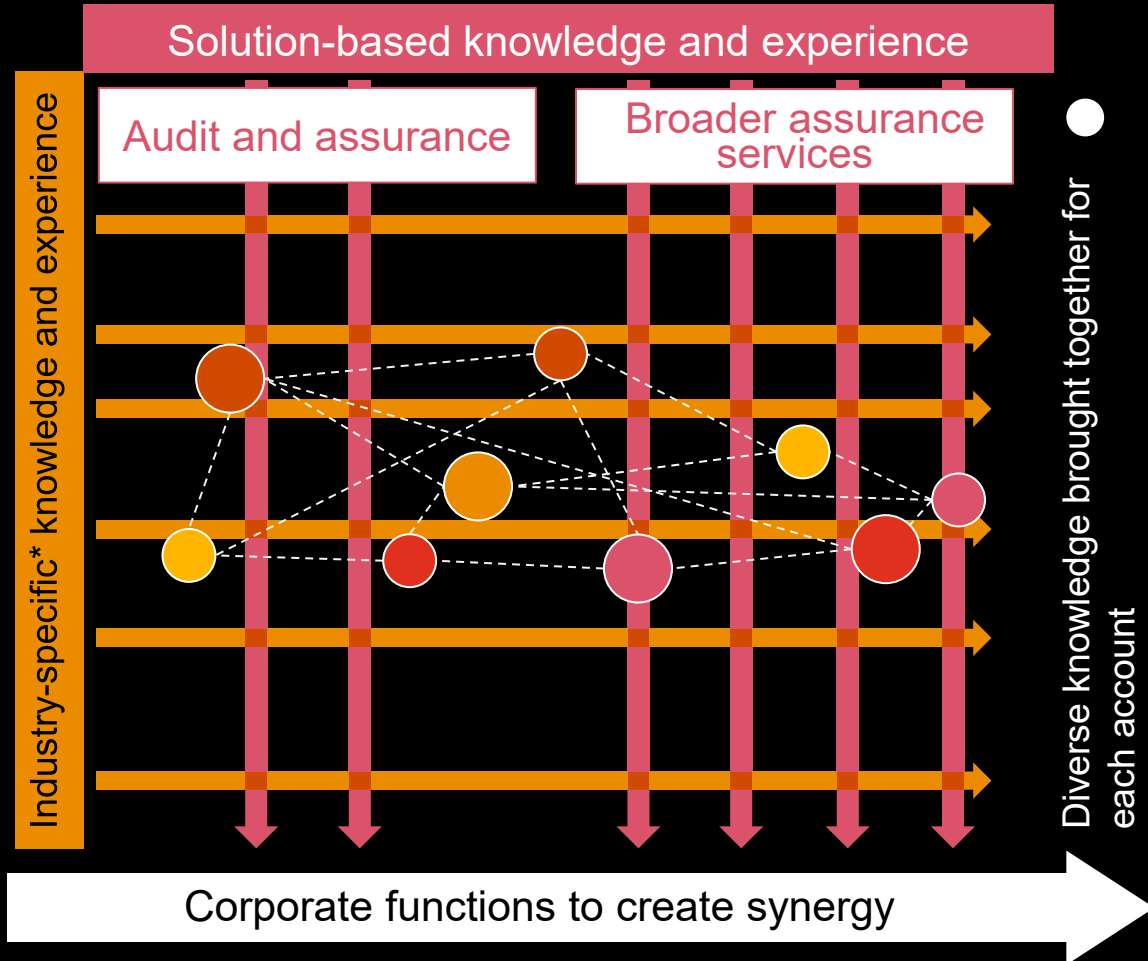 Solution-based knowledge and experience
Industry-specific* knowledge and experience
Audit and assurance
Broader assurance
services
Diverse knowledge brought together for
each account
Corporate functions to create synergy